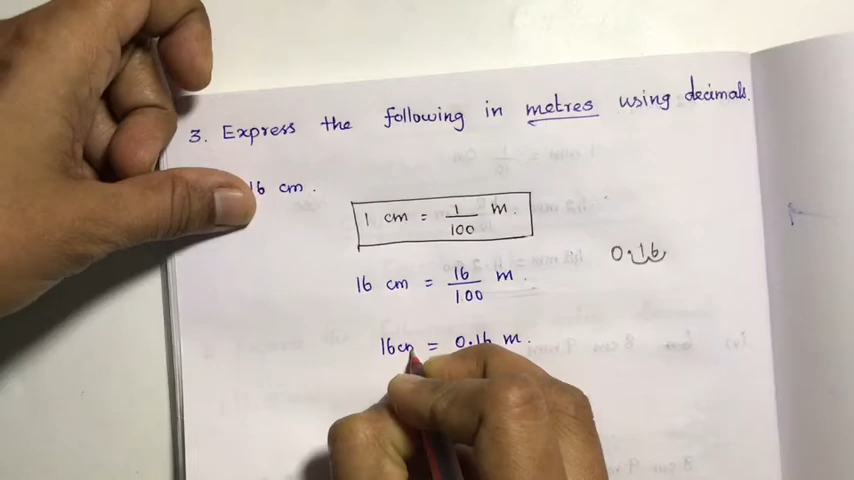 3. Express the following in metres using decimals.
16 cm.
1 cm = 1/100 m.
16 cm = 16/100 m.
0.16
16cm = 0.16 m.